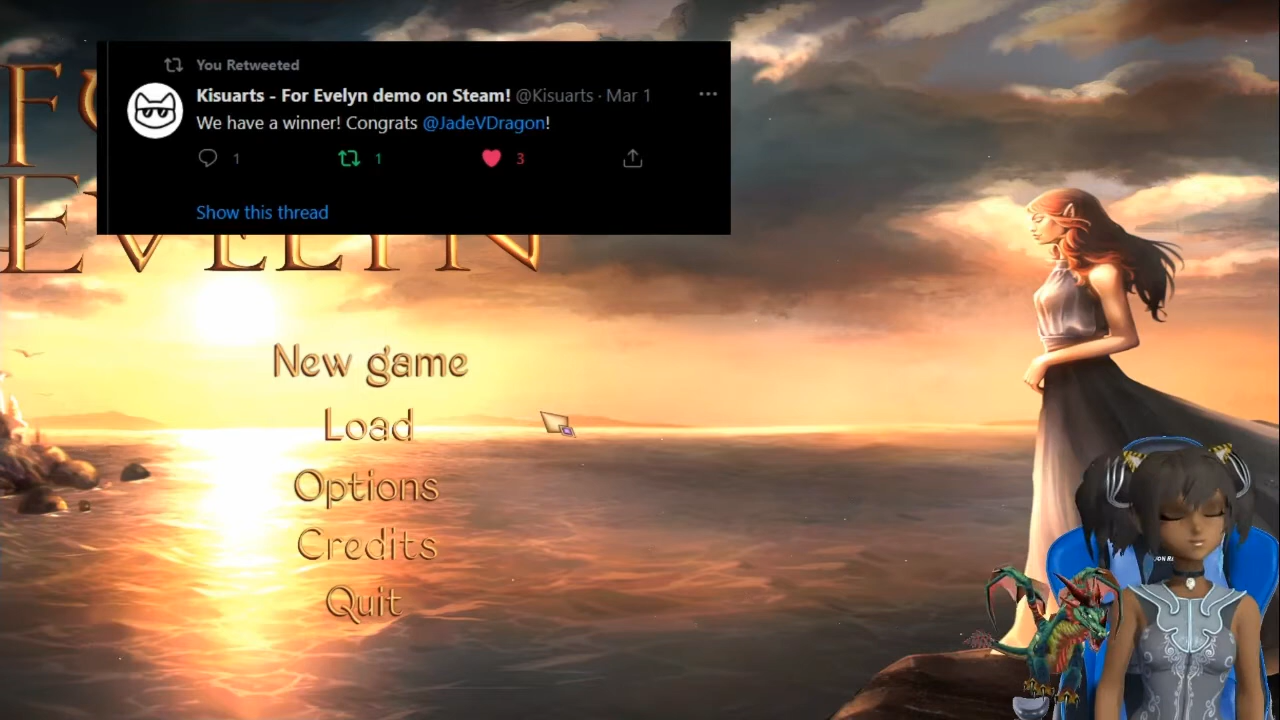 You Retweeted
Kisuarts - For Evelyn demo on Steam! @Kisuarts · Mar 1
We have a winner! Congrats @JadeVDragon!
1 1 3
Show this thread
F
EVELYN
New game
Load
Options
Credits
Quit